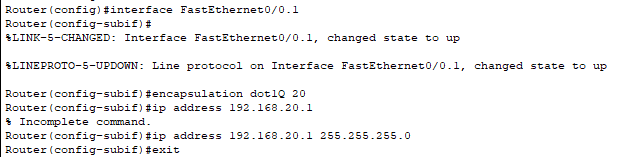 Router(config)#interface FastEthernet0/0.1
Router(config-subif)#
%LINK-5-CHANGED: Interface FastEthernet0/0.1, changed state to up
%LINEPROTO-5-UPDOWN: Line protocol on Interface FastEthernet0/0.1, changed state to up
Router(config-subif)#encapsulation dot1Q 20
Router(config-subif)#ip address 192.168.20.1
% Incomplete command.
Router(config-subif)#ip address 192.168.20.1 255.255.255.0
Router(config-subif)#exit